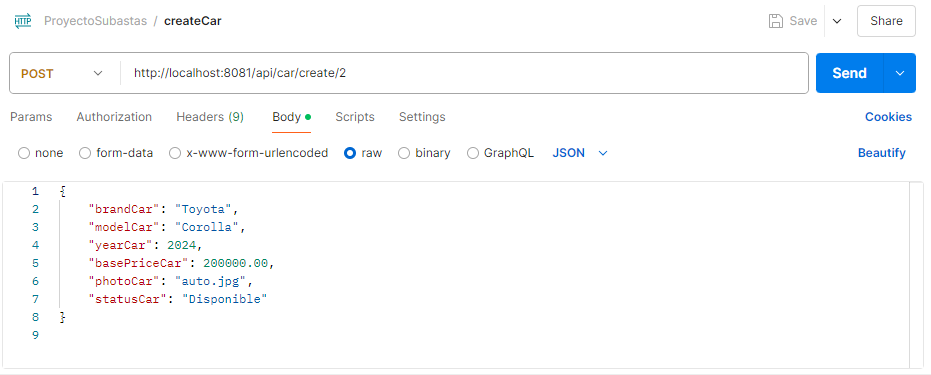 HTTP ProyectoSubastas / createCar Save Share
POST http://localhost:8081/api/car/create/2 Send
Params Authorization Headers (9) Body Scripts Settings Cookies
none form-data x-www-form-urlencoded raw binary GraphQL JSON Beautify
1 {
2 "brandCar": "Toyota",
3 "modelCar": "Corolla",
4 "yearCar": 2024,
5 "basePriceCar": 200000.00,
6 "photoCar": "auto.jpg",
7 "statusCar": "Disponible"
8 }
9